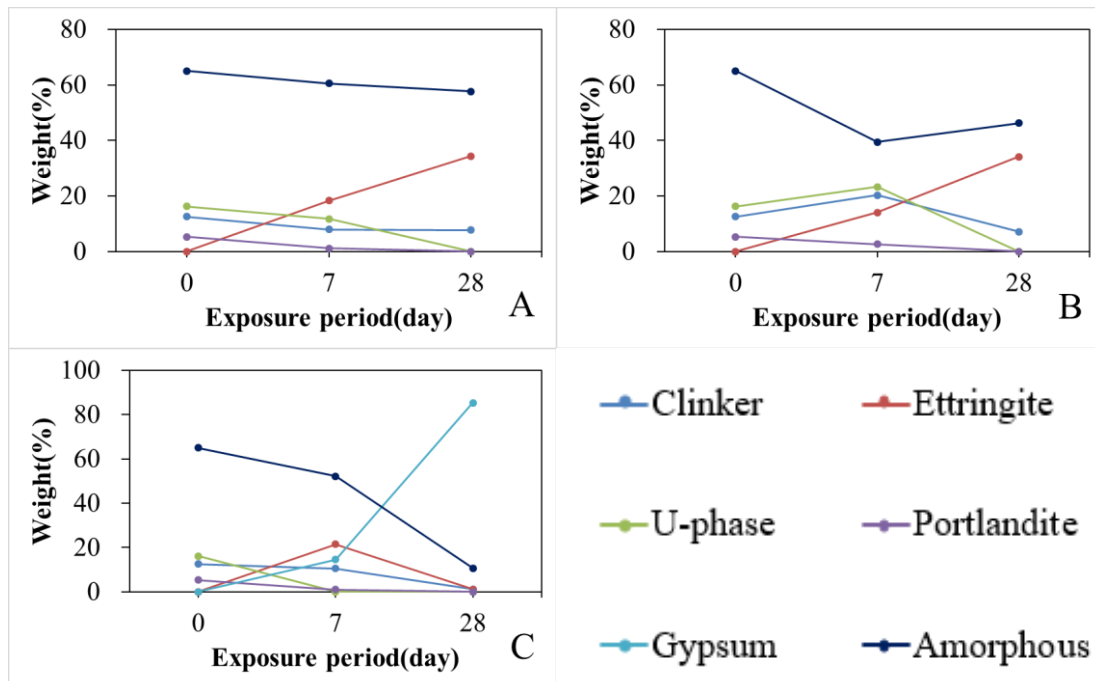 80
60
40
20
0
Weight(%)
0 7 28
Exposure period(day)
A
80
60
40
20
0
Weight(%)
0 7 28
Exposure period(day)
B
100
80
60
40
20
0
Weight(%)
0 7 28
Exposure period(day)
C
Clinker Ettringite
U-phase Portlandite
Gypsum Amorphous